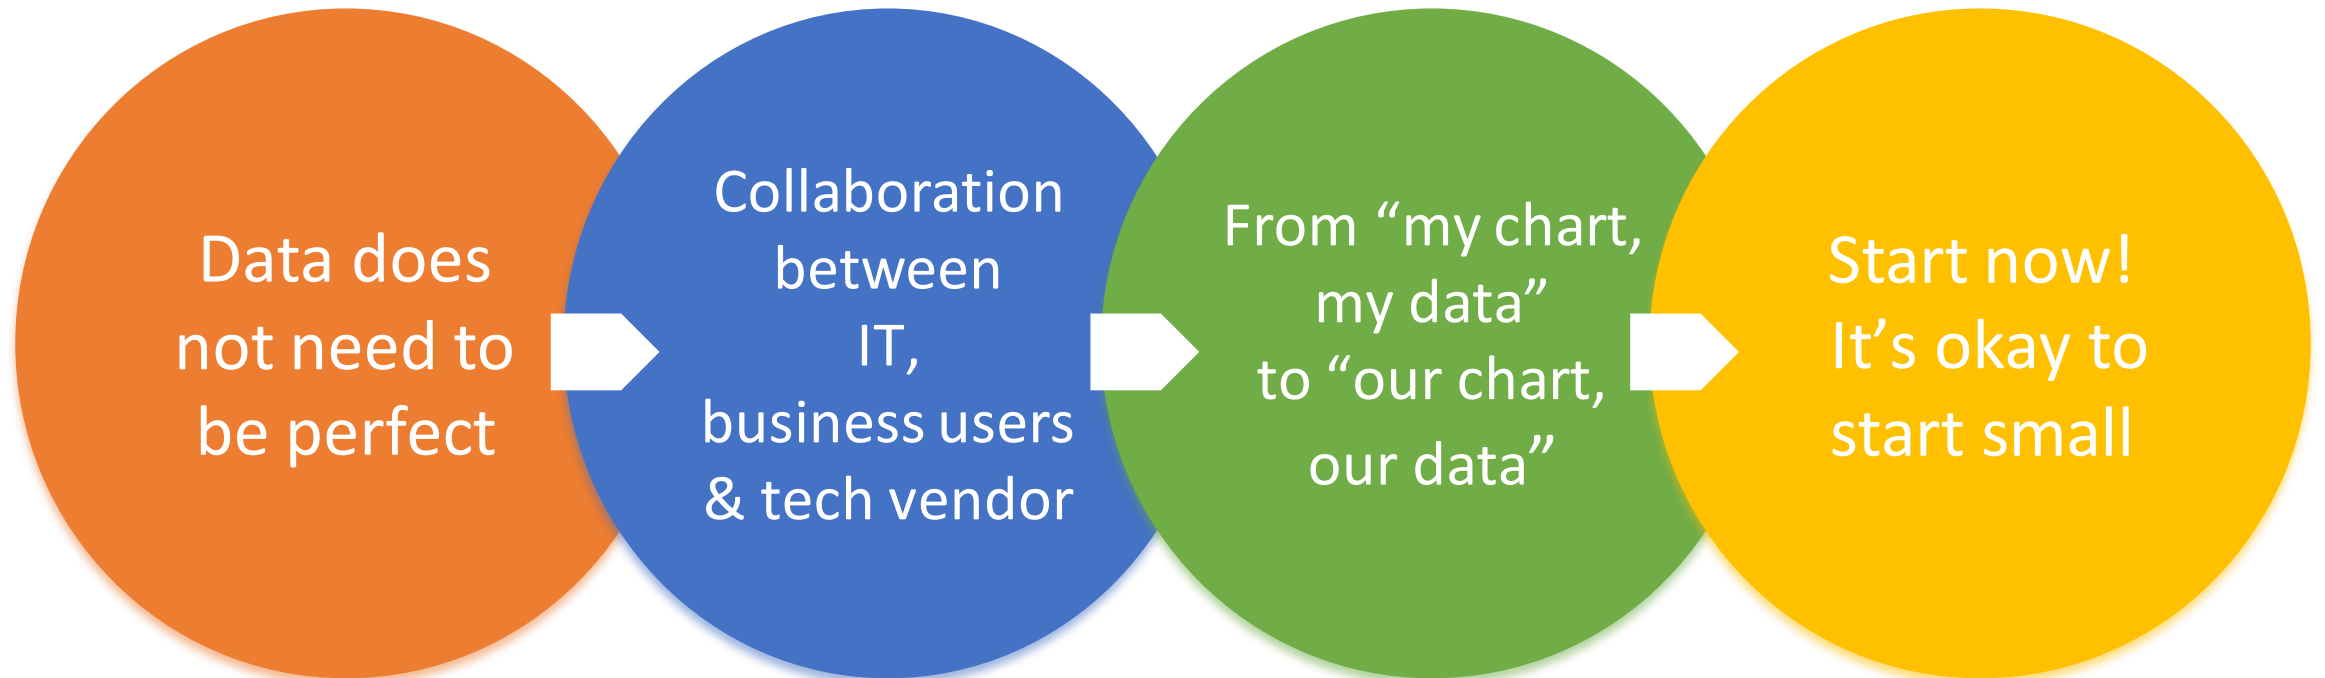 Data does
not need to
be perfect
Collaboration
between
IT,
business users
& tech vendor
From “my chart,
my data”
to “our chart,
our data”
Start now!
It’s okay to
start small